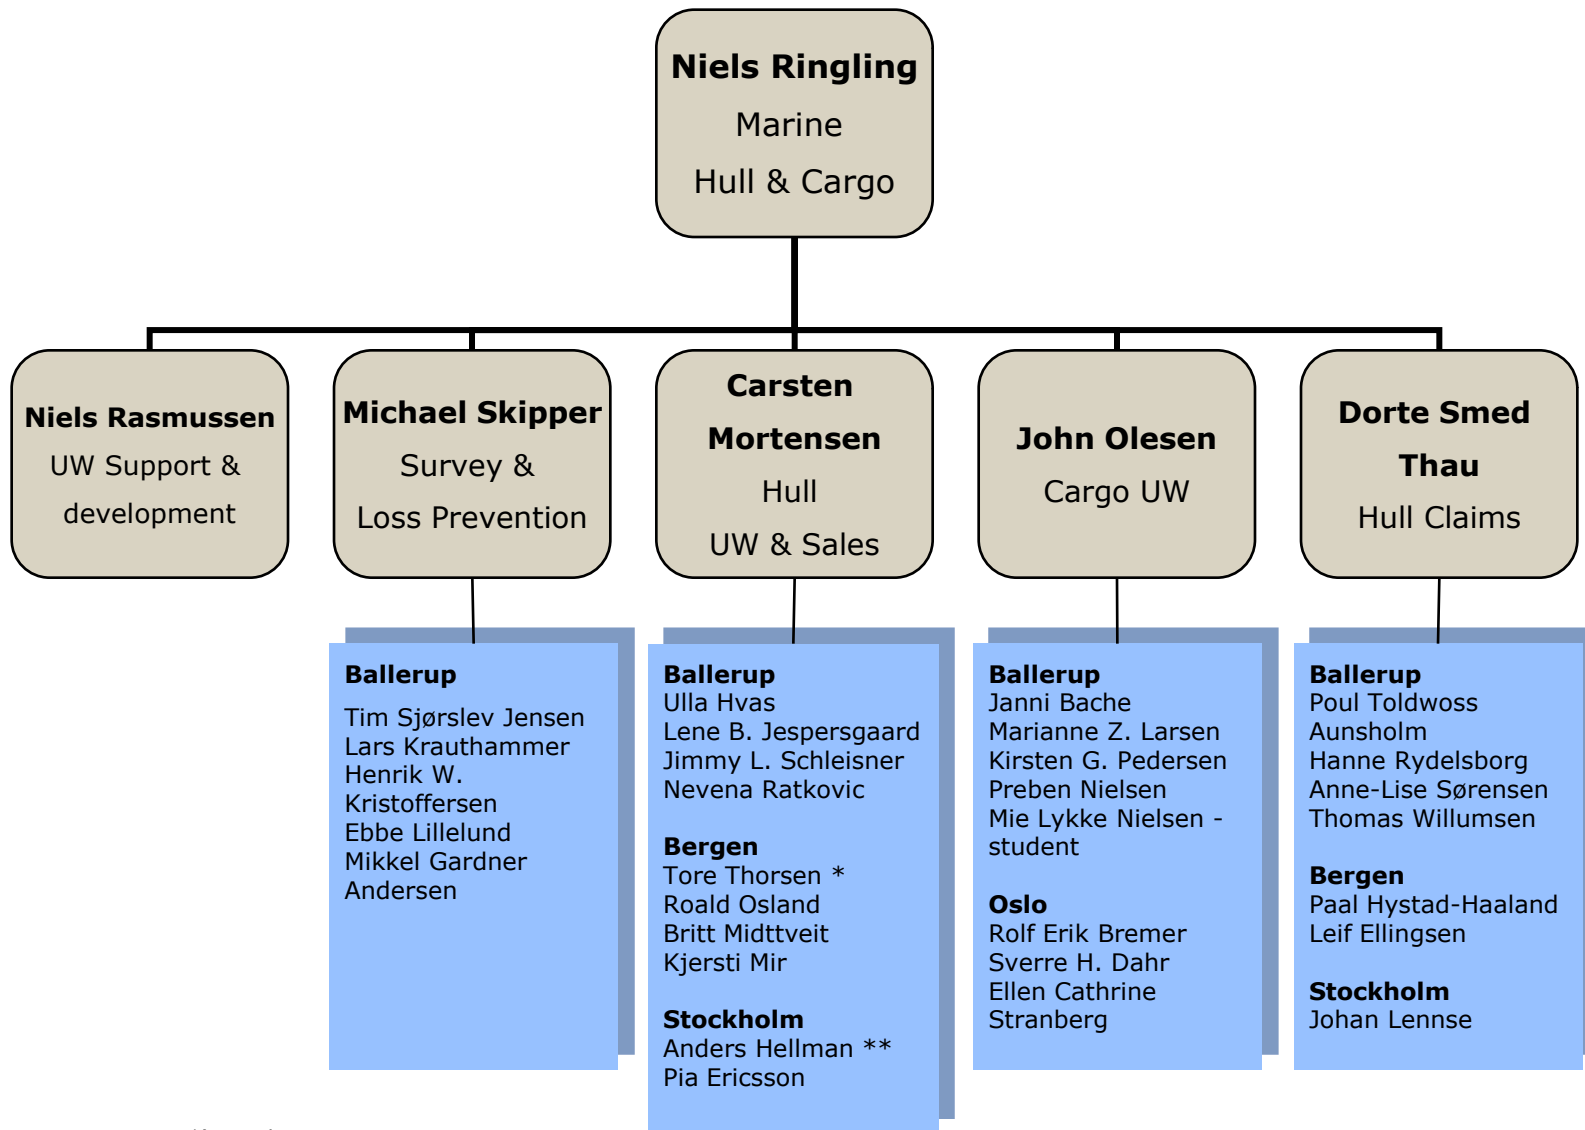 Niels Ringling
Marine
Hull & Cargo
Niels Rasmussen
UW Support &
development
Michael Skipper
Survey &
Loss Prevention
Carsten
Mortensen
Hull
UW & Sales
John Olesen
Cargo UW
Dorte Smed
Thau
Hull Claims
Ballerup
Tim Sjørslev Jensen
Lars Krauthammer
Henrik W.
Kristoffersen
Ebbe Lillelund
Mikkel Gardner
Andersen
Ballerup
Ulla Hvas
Lene B. Jespersgaard
Jimmy L. Schleisner
Nevena Ratkovic
Bergen
Tore Thorsen *
Roald Osland
Britt Midttveit
Kjersti Mir
Stockholm
Anders Hellman **
Pia Ericsson
Ballerup
Janni Bache
Marianne Z. Larsen
Kirsten G. Pedersen
Preben Nielsen
Mie Lykke Nielsen -
student
Oslo
Rolf Erik Bremer
Sverre H. Dahr
Ellen Cathrine
Stranberg
Ballerup
Poul Toldwoss
Aunsholm
Hanne Rydelsborg
Anne-Lise Sørensen
Thomas Willumsen
Bergen
Paal Hystad-Haaland
Leif Ellingsen
Stockholm
Johan Lennse